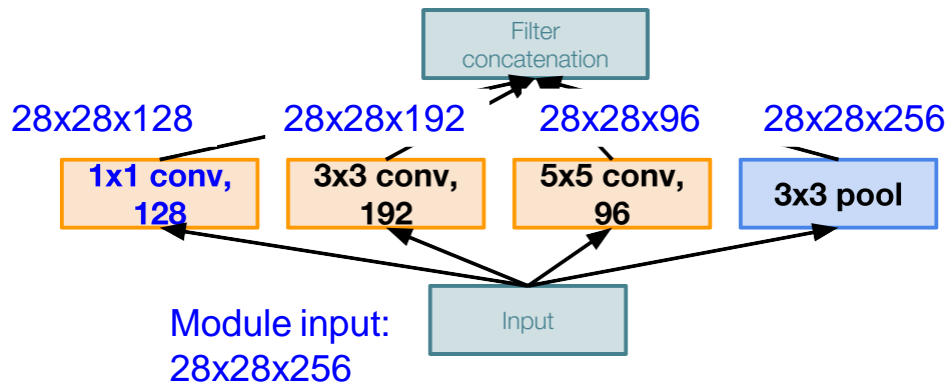 Filter
concatenation
28x28x128
28x28x192
28x28x96
28x28x256
1x1 conv,
128
3x3 conv,
192
5x5 conv,
96
3x3 pool
Input
Module input:
28x28x256